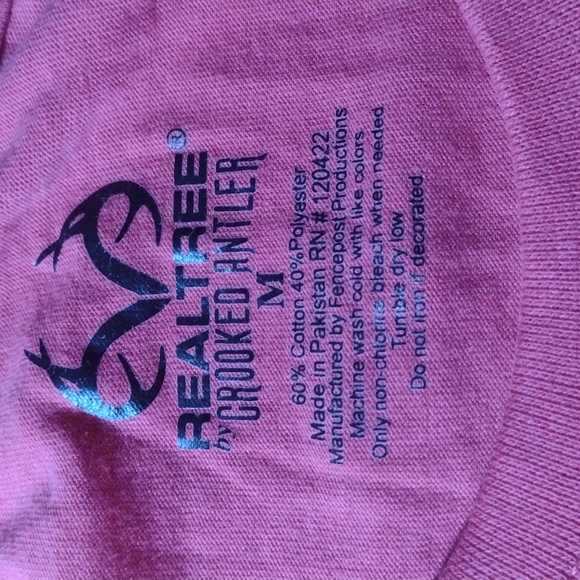 REALTREE®
by CROOKED ANTLER
M
60% Cotton 40% Polyester
Made in Pakistan RN# 120422
Manufactured by Fencepost Productions
Machine wash cold with like colors
Only non-chlorine bleach when needed
Tumble dry low
Do not iron if decorated